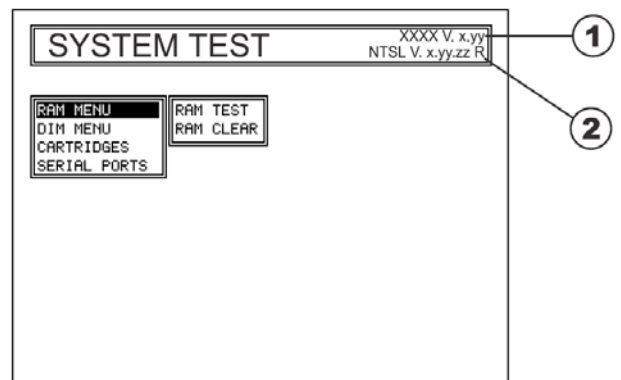 SYSTEM TEST
XXXX V. x.yy
NTSL V. x.yy.zz R
1
2
RAM MENU
DIM MENU
CARTRIDGES
SERIAL PORTS
RAM TEST
RAM CLEAR